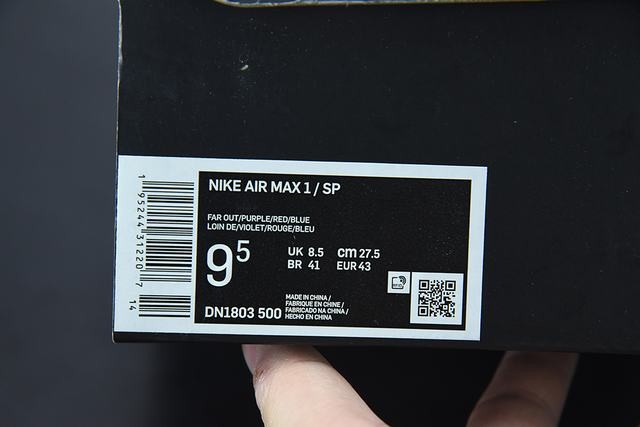 NIKE AIR MAX 1 / SP
FAR OUT/PURPLE/RED/BLUE
LOIN DE/VIOLET/ROUGE/BLEU
9 5
UK 8.5 cm 27.5
BR 41 EUR 43
DN1803 500
MADE IN CHINA /
FABRIQUE EN CHINE /
FABRICADO NA CHINA /
HECHO EN CHINA
1 95244 31220 7
14